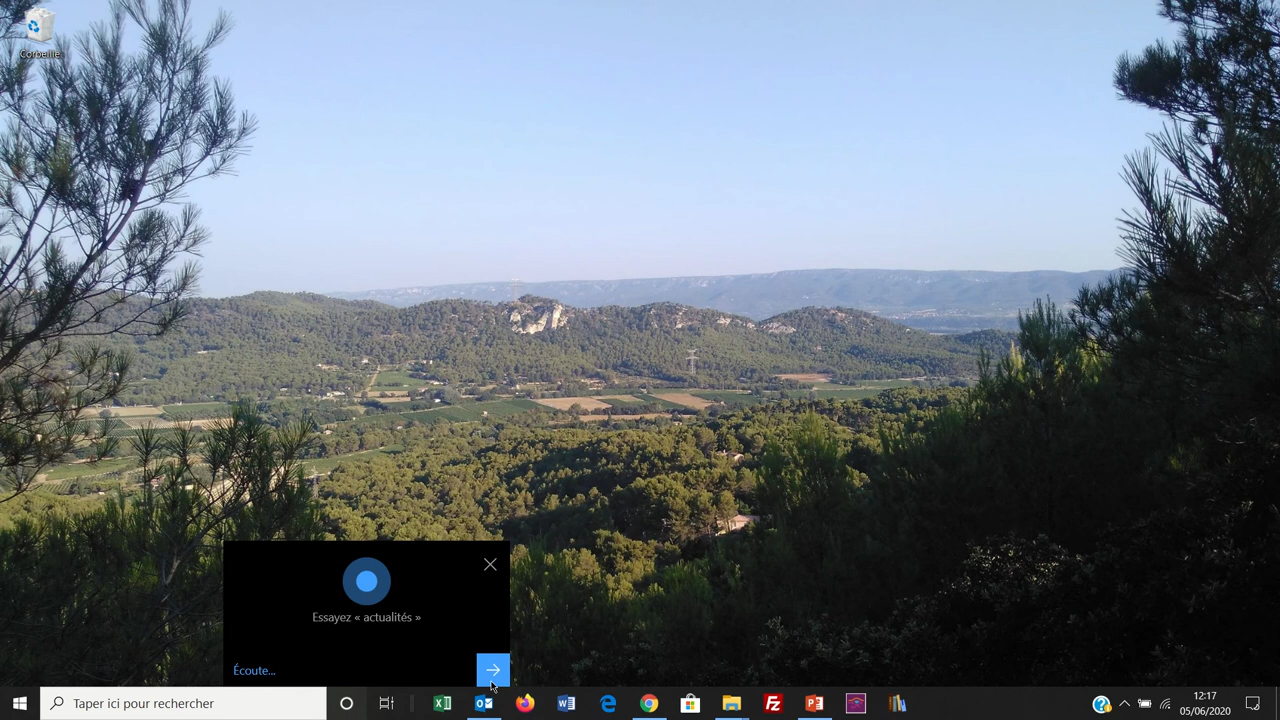 Corbeille
Essayez « actualités »
Écoute...
Taper ici pour rechercher
12:17
05/06/2020